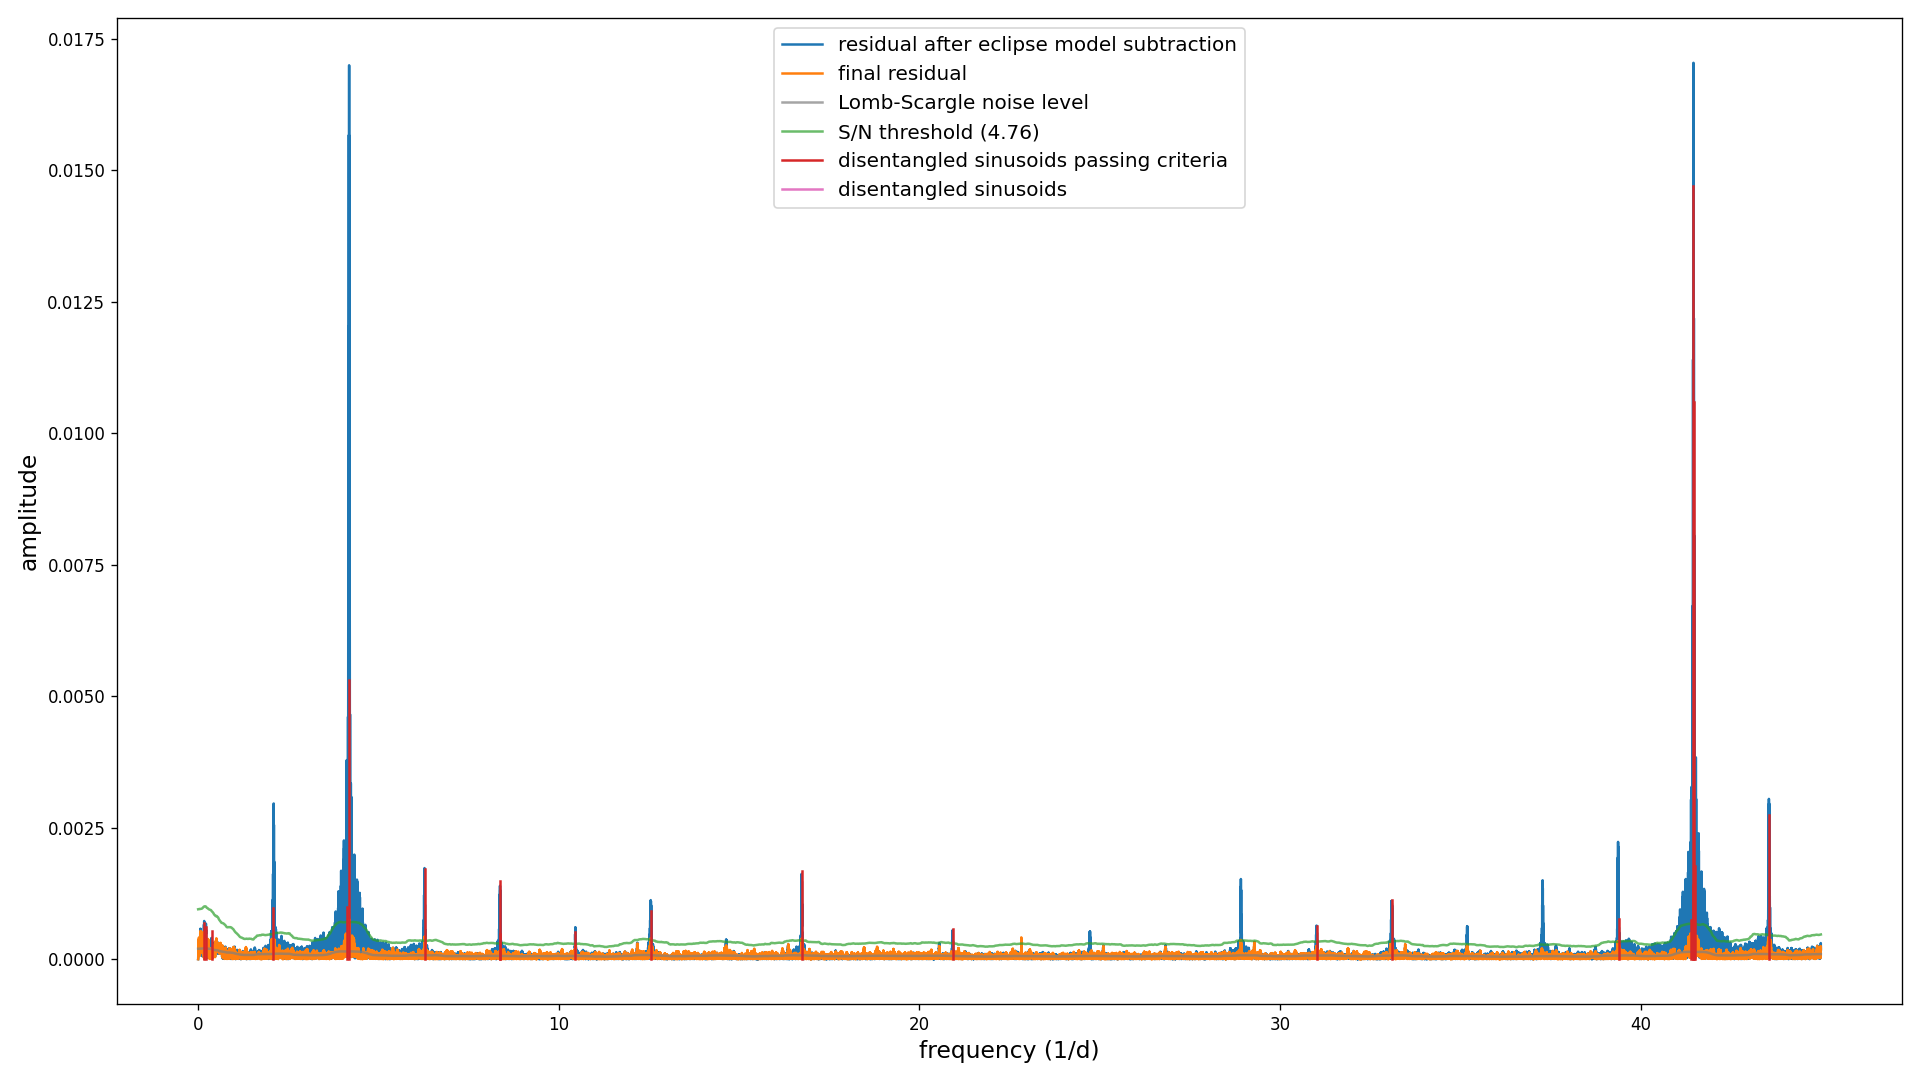 0.0175
0.0150
0.0125
0.0100
0.0075
0.0050
0.0025
0.0000
amplitude
residual after eclipse model subtraction
final residual
Lomb-Scargle noise level
S/N threshold (4.76)
disentangled sinusoids passing criteria
disentangled sinusoids
0 10 20 30 40
frequency (1/d)